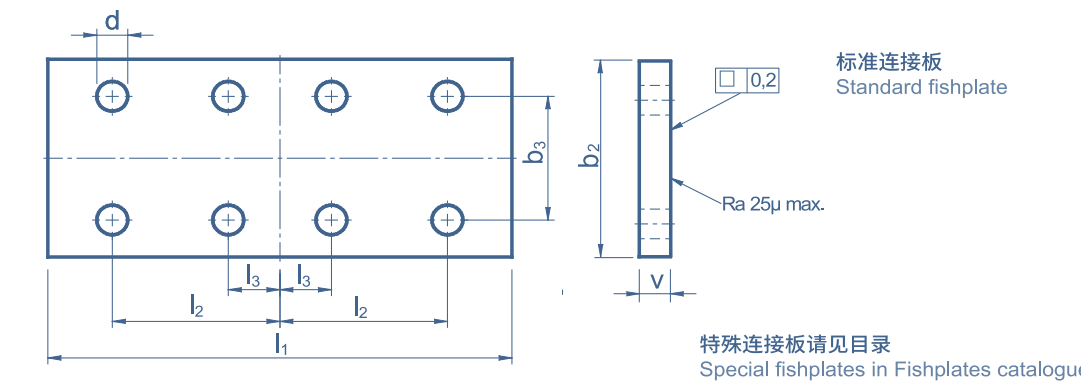 d
标准连接板
Standard fishplate
0,2
b3
b2
Ra 25µ max.
l3
l3
v
l2
l2
l1
特殊连接板请见目录
Special fishplates in Fishplates catalogue